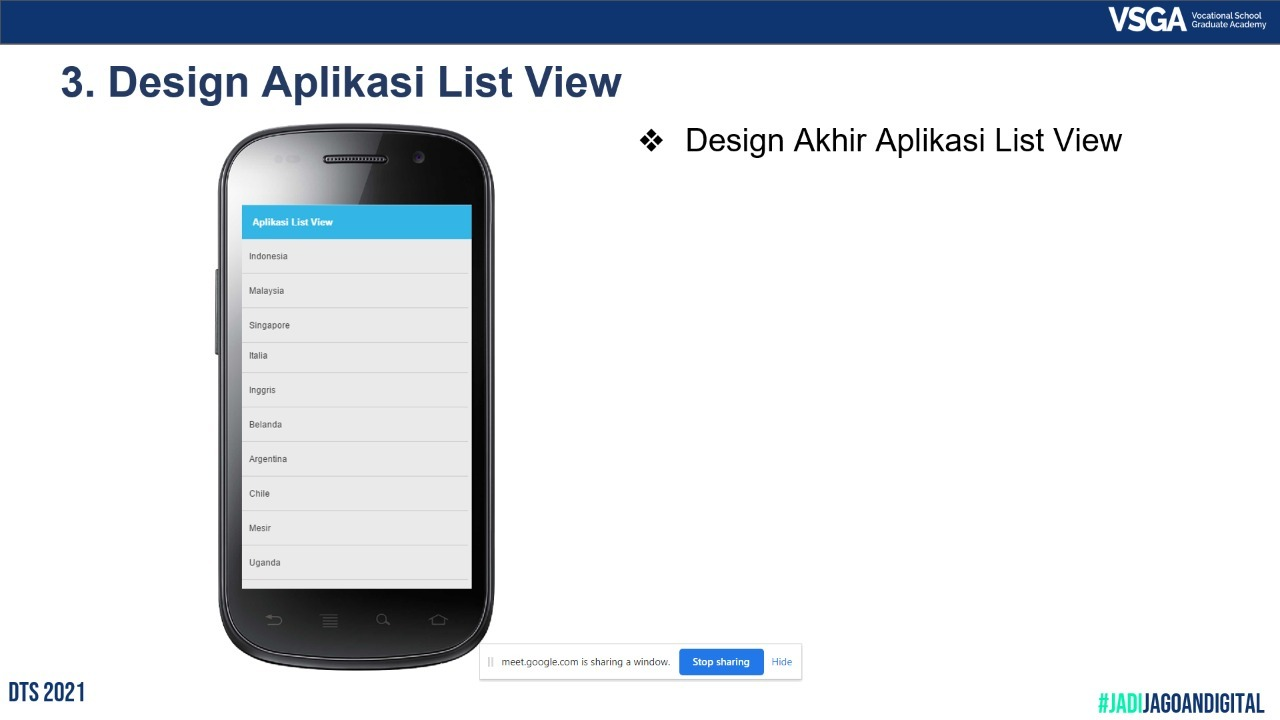 VSGA Vocational School
Graduate Academy
3. Design Aplikasi List View
❖ Design Akhir Aplikasi List View
Aplikasi List View
Indonesia
Malaysia
Singapore
Italia
Inggris
Belanda
Argentina
Chile
Mesir
Uganda
meet.google.com is sharing a window. Stop sharing Hide
DTS 2021
#JADIJAGOANDIGITAL